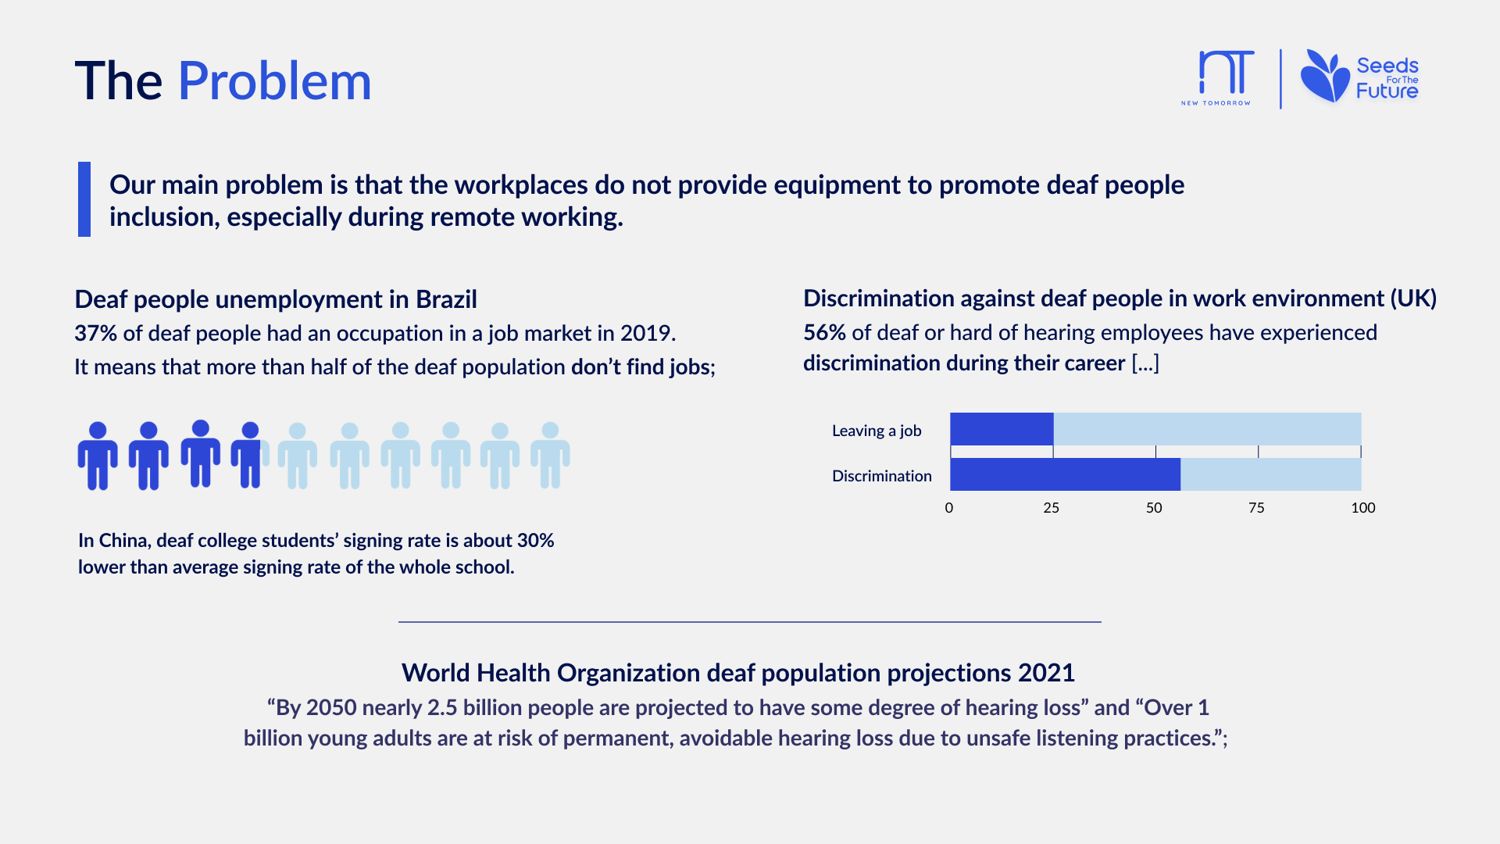 The Problem
NEW TOMORROW
Seeds
For The
Future
Our main problem is that the workplaces do not provide equipment to promote deaf people
inclusion, especially during remote working.
Deaf people unemployment in Brazil
37% of deaf people had an occupation in a job market in 2019.
It means that more than half of the deaf population don’t find jobs;
In China, deaf college students’ signing rate is about 30%
lower than average signing rate of the whole school.
Discrimination against deaf people in work environment (UK)
56% of deaf or hard of hearing employees have experienced
discrimination during their career [...]
Leaving a job
Discrimination
0 25 50 75 100
World Health Organization deaf population projections 2021
“By 2050 nearly 2.5 billion people are projected to have some degree of hearing loss” and “Over 1
billion young adults are at risk of permanent, avoidable hearing loss due to unsafe listening practices.”;